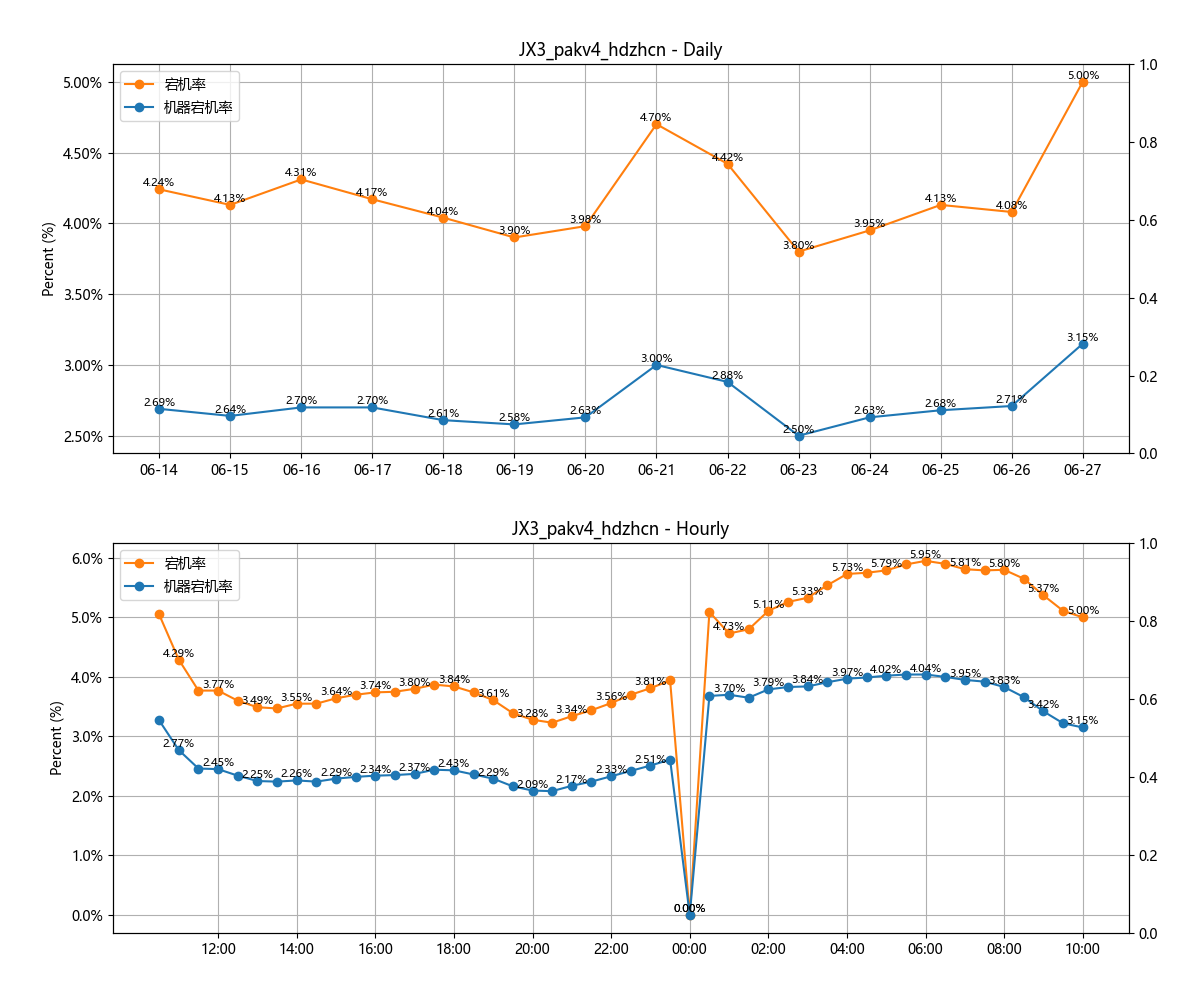 JX3_pakv4_hdzhcn - Daily
宕机率
机器宕机率
Percent (%)
5.00%
4.50%
4.00%
3.50%
3.00%
2.50%
1.0
0.8
0.6
0.4
0.2
0.0
4.24% 4.13% 4.31% 4.17% 4.04% 3.90% 3.98% 4.70% 4.42% 3.80% 3.95% 4.13% 4.08% 5.00%
2.69% 2.64% 2.70% 2.70% 2.61% 2.58% 2.63% 3.00% 2.88% 2.50% 2.63% 2.68% 2.71% 3.15%
06-14 06-15 06-16 06-17 06-18 06-19 06-20 06-21 06-22 06-23 06-24 06-25 06-26 06-27
JX3_pakv4_hdzhcn - Hourly
宕机率
机器宕机率
Percent (%)
6.0%
5.0%
4.0%
3.0%
2.0%
1.0%
0.0%
1.0
0.8
0.6
0.4
0.2
0.0
4.29% 3.77% 3.49% 3.55% 3.64% 3.74% 3.80% 3.84% 3.61% 3.28% 3.34% 3.56% 3.81% 0.00% 4.73% 5.11% 5.33% 5.73% 5.79% 5.95% 5.81% 5.80% 5.37% 5.00%
2.77% 2.45% 2.25% 2.26% 2.29% 2.34% 2.37% 2.43% 2.29% 2.09% 2.17% 2.33% 2.51% 0.00% 3.70% 3.79% 3.84% 3.97% 4.02% 4.04% 3.95% 3.83% 3.42% 3.15%
12:00 14:00 16:00 18:00 20:00 22:00 00:00 02:00 04:00 06:00 08:00 10:00